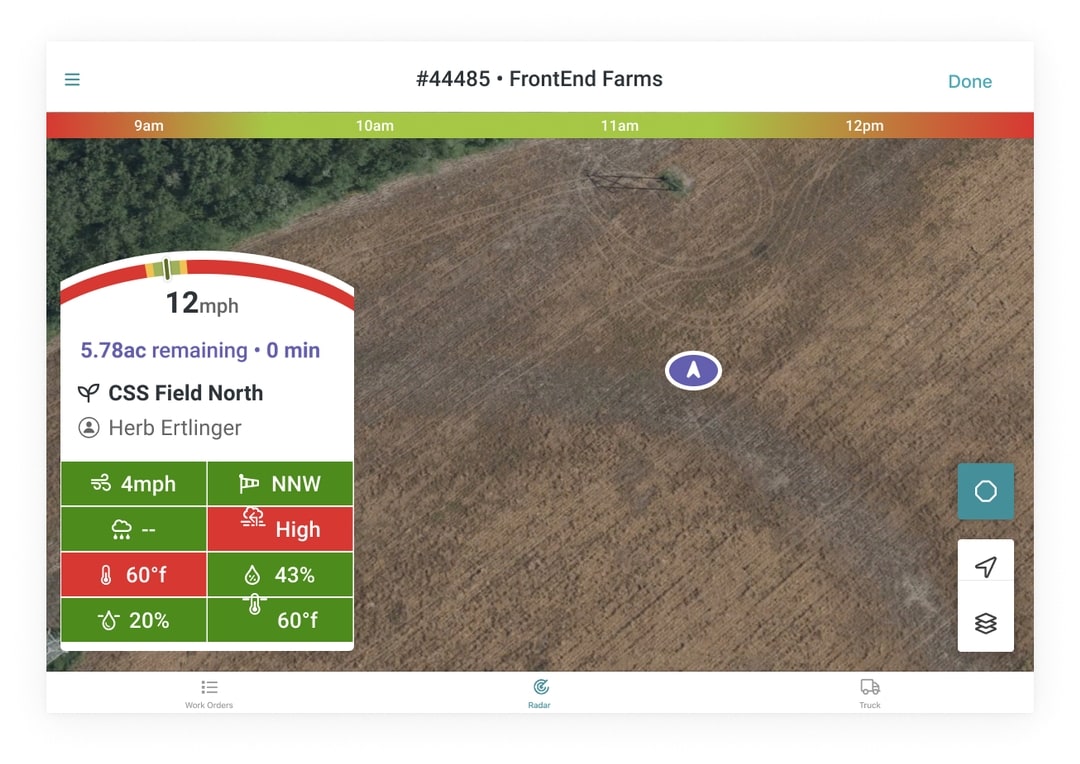 #44485 • FrontEnd Farms
Done
9am 10am 11am 12pm
12mph
5.78ac remaining • 0 min
CSS Field North
Herb Ertlinger
4mph NNW
-- High
60°f 43%
20% 60°f
Work Orders Radar Truck